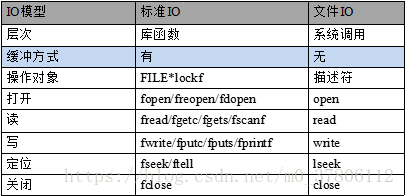 IO模型 标准IO 文件IO
层次 库函数 系统调用
缓冲方式 有 无
操作对象 FILE*lockf 描述符
打开 fopen/freopen/fdopen open
读 fread/fgetc/fgets/fscanf read
写 fwrite/fputc/fputs/fprintf write
定位 fseek/ftell lseek
关闭 fclose close
https://blog.csdn.net/m0_37806112